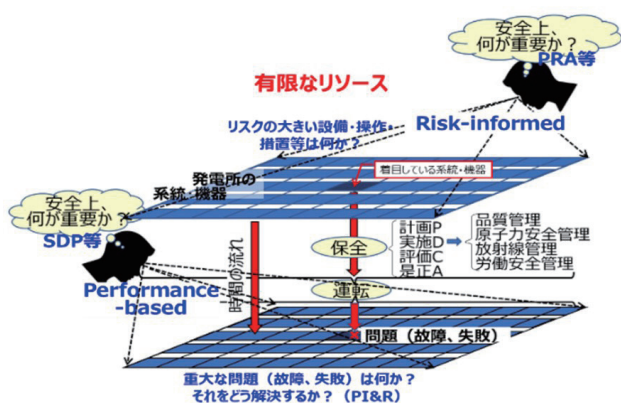 安全上、
何が重要か?
PRA等
有限なリソース
リスクの大きい設備・操作・
措置等は何か?
Risk-informed
発電所の
系統・機器
着目している系統・機器
安全上、
何が重要か?
SDP等
Performance
-based
時間の流れ
保全
計画P
実施D
評価C
是正A
品質管理
原子力安全管理
放射線管理
労働安全管理
運転
問題(故障、失敗)
重大な問題(故障、失敗)は何か?
それをどう解決するか?(PI&R)